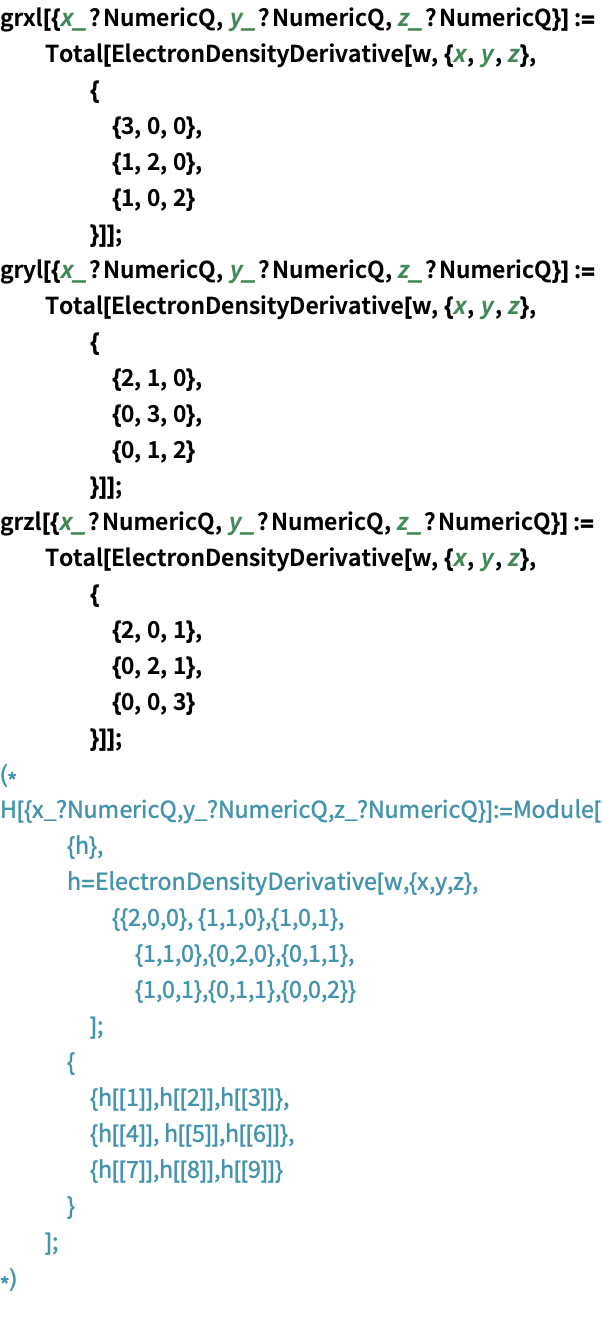 grxl[{x_?NumericQ, y_?NumericQ, z_?NumericQ}] :=
Total[ElectronDensityDerivative[w, {x, y, z},
{
{3, 0, 0},
{1, 2, 0},
{1, 0, 2}
}]];
gryl[{x_?NumericQ, y_?NumericQ, z_?NumericQ}] :=
Total[ElectronDensityDerivative[w, {x, y, z},
{
{2, 1, 0},
{0, 3, 0},
{0, 1, 2}
}]];
grzl[{x_?NumericQ, y_?NumericQ, z_?NumericQ}] :=
Total[ElectronDensityDerivative[w, {x, y, z},
{
{2, 0, 1},
{0, 2, 1},
{0, 0, 3}
}]];
(*
H[{x_?NumericQ,y_?NumericQ,z_?NumericQ}]:=Module[
{h},
h=ElectronDensityDerivative[w,{x,y,z},
{{2,0,0}, {1,1,0},{1,0,1},
{1,1,0},{0,2,0},{0,1,1},
{1,0,1},{0,1,1},{0,0,2}}
];
{
{h[[1]],h[[2]],h[[3]]},
{h[[4]], h[[5]],h[[6]]},
{h[[7]],h[[8]],h[[9]]}
}
];
*)